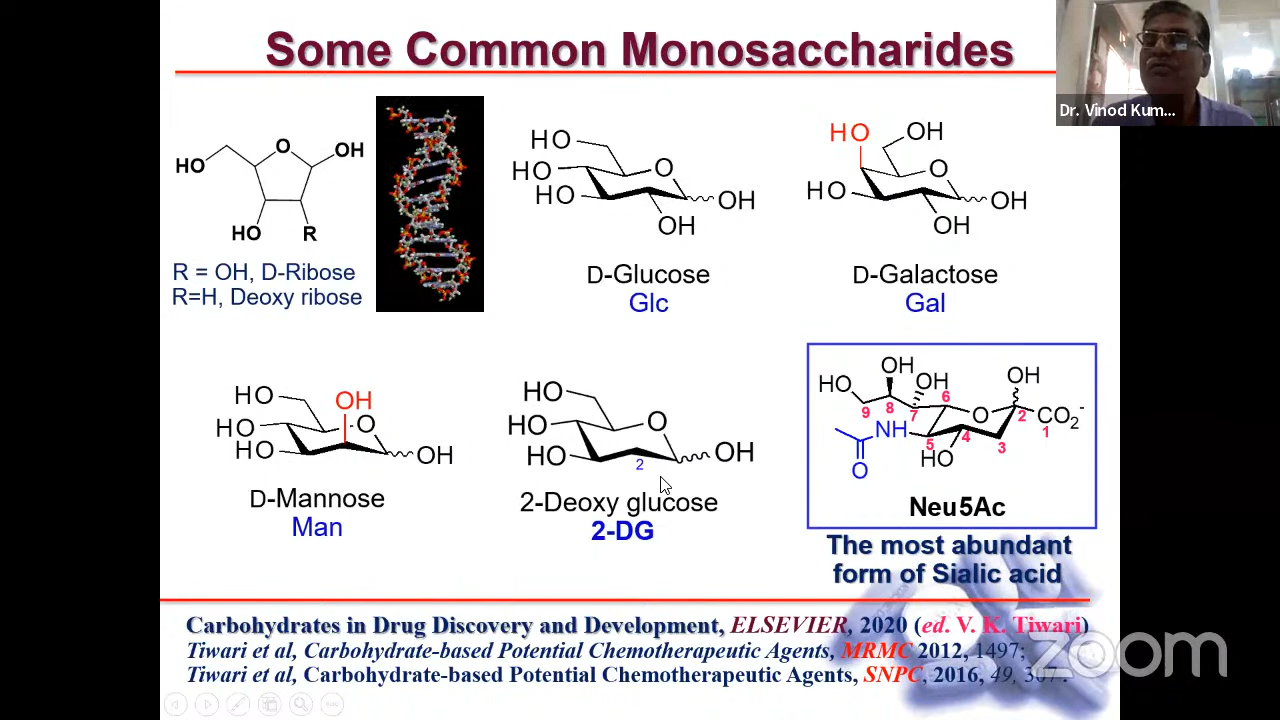 Some Common Monosaccharides
Dr. Vinod Kum...
HO
O
OH
HO
R
R = OH, D-Ribose
R=H, Deoxy ribose
HO
HO
HO
O
OH
OH
D-Glucose
Glc
HO
OH
HO
O
OH
OH
D-Galactose
Gal
HO
OH
HO
HO
O
OH
D-Mannose
Man
HO
HO
HO
O
OH
2
2-Deoxy glucose
2-DG
HO
OH
OH
OH
9
8
7
6
O
2
CO2-
1
NH
5
4
3
HO
O
Neu5Ac
The most abundant
form of Sialic acid
Carbohydrates in Drug Discovery and Development, ELSEVIER, 2020 (ed. V. K. Tiwari)
Tiwari et al, Carbohydrate-based Potential Chemotherapeutic Agents, MRMC 2012, 1497;
Tiwari et al, Carbohydrate-based Potential Chemotherapeutic Agents, SNPC, 2016, 49,
zoom